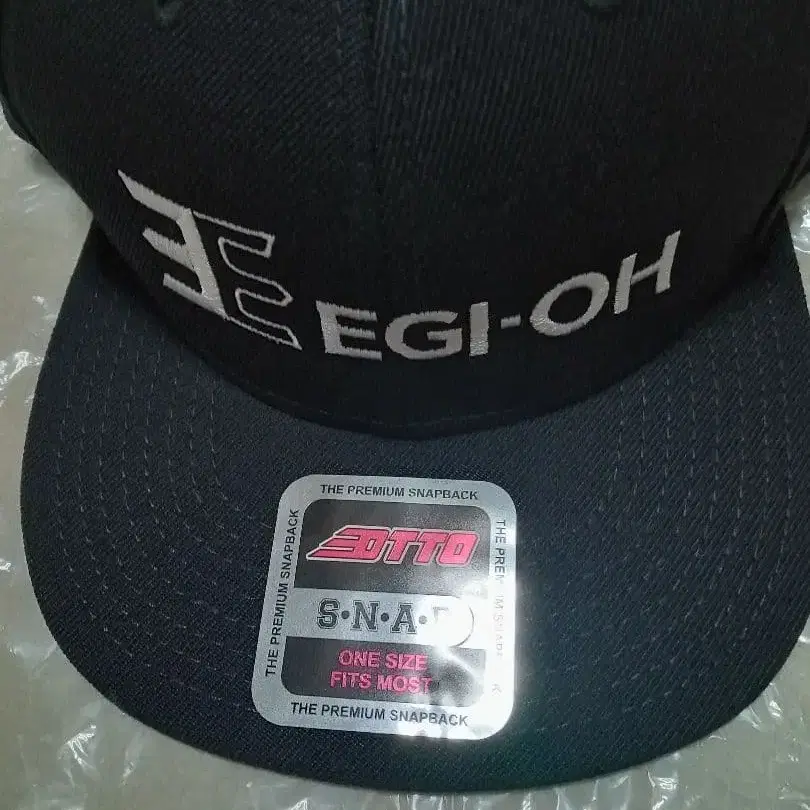 EGI-OH
THE PREMIUM SNAPBACK
THE PREMIUM SNAPBACK
OTTO
S·N·A·
ONE SIZE
FITS MOST
THE PREMIUM SNAPBACK